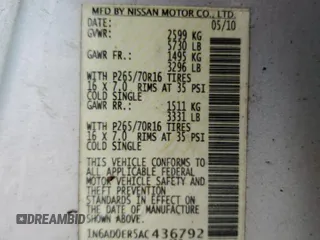 MFD BY NISSAN MOTOR CO., LTD.
DATE: 05/10
GVWR: 2599 KG
5730 LB
GAWR FR.: 1495 KG
3296 LB
WITH P265/70R16 TIRES
16 X 7.0 RIMS AT 35 PSI
COLD SINGLE
GAWR RR.: 1511 KG
3331 LB
WITH P265/70R16 TIRES
16 X 7.0 RIMS AT 35 PSI
COLD SINGLE
THIS VEHICLE CONFORMS TO
ALL APPLICABLE FEDERAL
MOTOR VEHICLE SAFETY AND
THEFT PREVENTION
STANDARDS IN EFFECT ON
THE DATE OF MANUFACTURE
SHOWN ABOVE.
1N6AD0ER5AC436792
DREAMBID